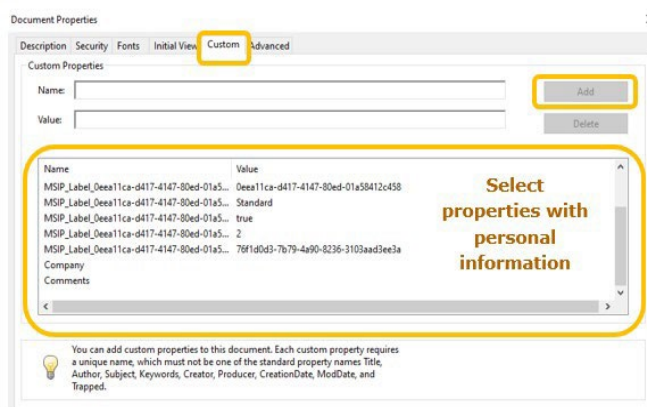 Document Properties
Description Security Fonts Initial View Custom Advanced
Custom Properties
Name:
Add
Value:
Delete
Name Value
MSIP_Label_0eea11ca-d417-4147-80ed-01a5... 0eea11ca-d417-4147-80ed-01a58412c458
MSIP_Label_0eea11ca-d417-4147-80ed-01a5... Standard
MSIP_Label_0eea11ca-d417-4147-80ed-01a5... true
MSIP_Label_0eea11ca-d417-4147-80ed-01a5... 2
MSIP_Label_0eea11ca-d417-4147-80ed-01a5... 76f1d0d3-7b79-4a90-8236-3103aad3ee3a
Company
Comments
Select
properties with
personal
information
You can add custom properties to this document. Each custom property requires
a unique name, which must not be one of the standard property names Title,
Author, Subject, Keywords, Creator, Producer, CreationDate, ModDate, and
Trapped.